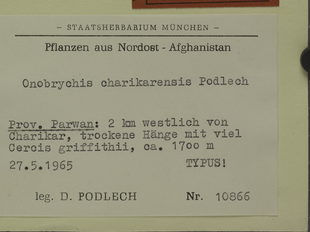 – STAATSHERBARIUM MÜNCHEN –
Pflanzen aus Nordost - Afghanistan
Onobrychis charikarensis Podlech
Prov. Parwan: 2 km westlich von
Charikar, trockene Hänge mit viel
Cercis griffithii, ca. 1700 m
27.5.1965 TYPUS!
leg. D. PODLECH Nr. 10866